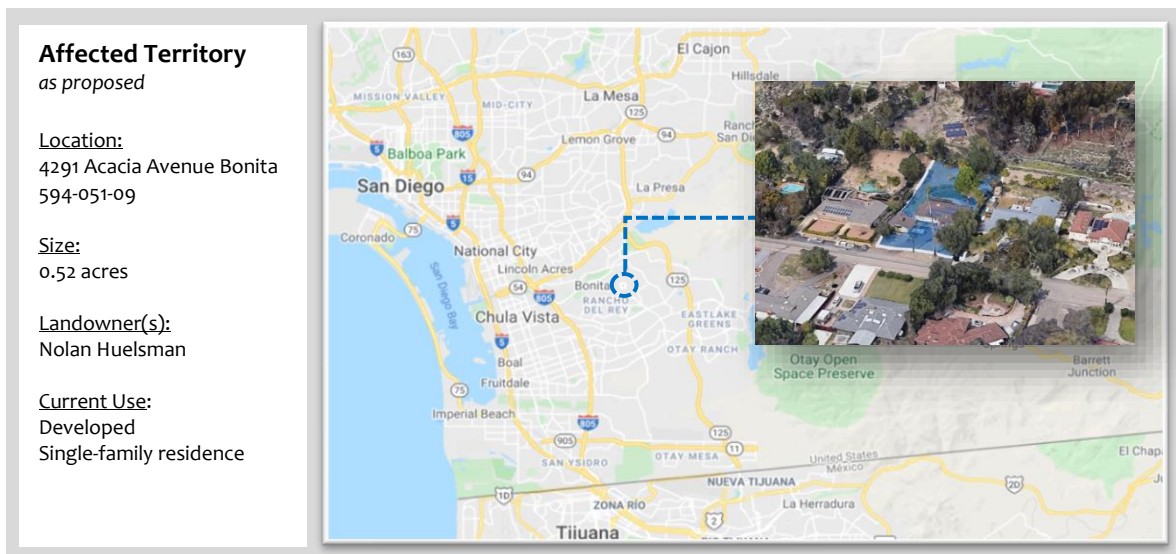 Affected Territory
as proposed
Location:
4291 Acacia Avenue Bonita
594-051-09
Size:
0.52 acres
Landowner(s):
Nolan Huelsman
Current Use:
Developed
Single-family residence
163
El Cajon
Hillsdale
MISSION VALLEY
MID-CITY
La Mesa
125
805
Lemon Grove
94
5
Balboa Park
15
94
San Diego
La Presa
5
Coronado
75
National City
Lincoln Acres
San Diego Bay
54
805
Bonita
125
RANCHO
DEL REY
Chula Vista
EASTLAKE
GREENS
5
OTAY RANCH
Boal
Otay Open
Space Preserve
Barrett
Junction
75
Fruitdale
Imperial Beach
805
905
125
11
OTAY MESA
SAN YSIDRO
United States
México
El Chap
NUEVA TIJUANA
1D
2D
ZONA RÍO
La Herradura
2
Tijuana